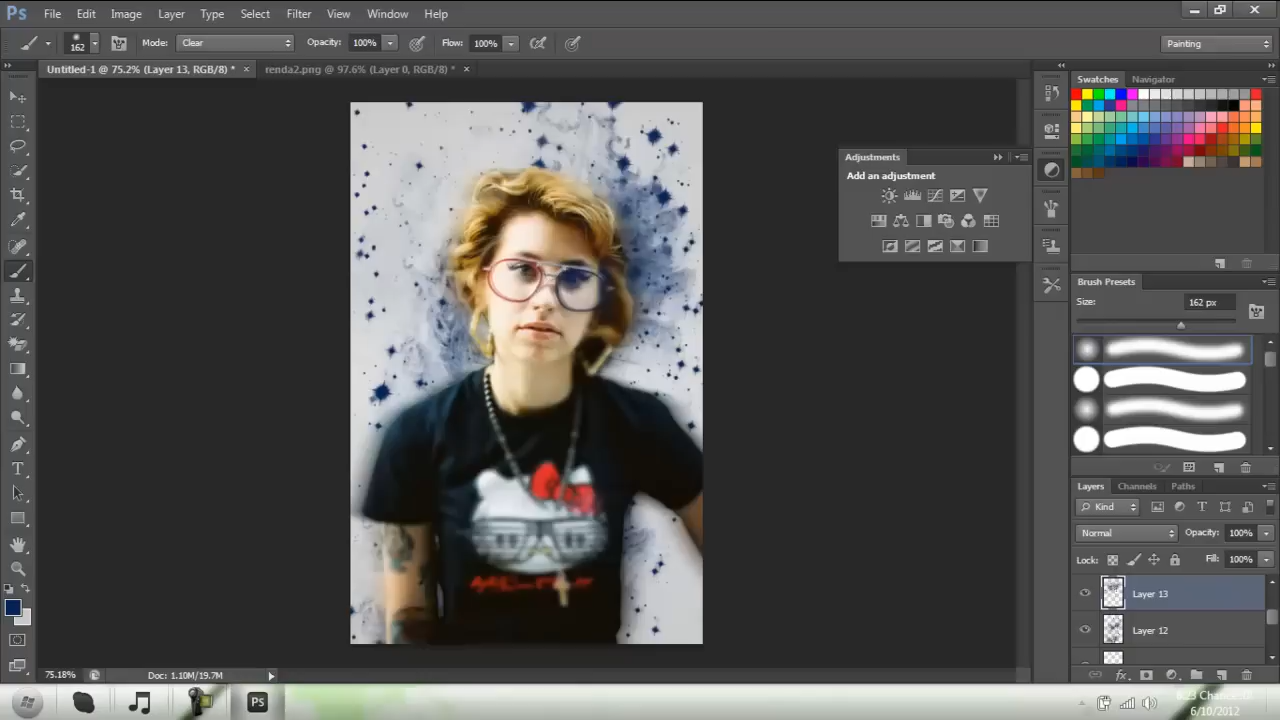 Ps File Edit Image Layer Type Select Filter View Window Help
162 Mode: Clear Opacity: 100% Flow: 100% Painting
Untitled-1 @ 75.2% (Layer 13, RGB/8) * × renda2.png @ 97.6% (Layer 0, RGB/8) * ×
Swatches Navigator
Adjustments
Add an adjustment
Brush Presets
Size: 162 px
Layers Channels Paths
Kind
Normal Opacity: 100%
Lock: Fill: 100%
Layer 13
Layer 12
75.18% Doc: 1.10M/19.7M
Ps
6/10/2012